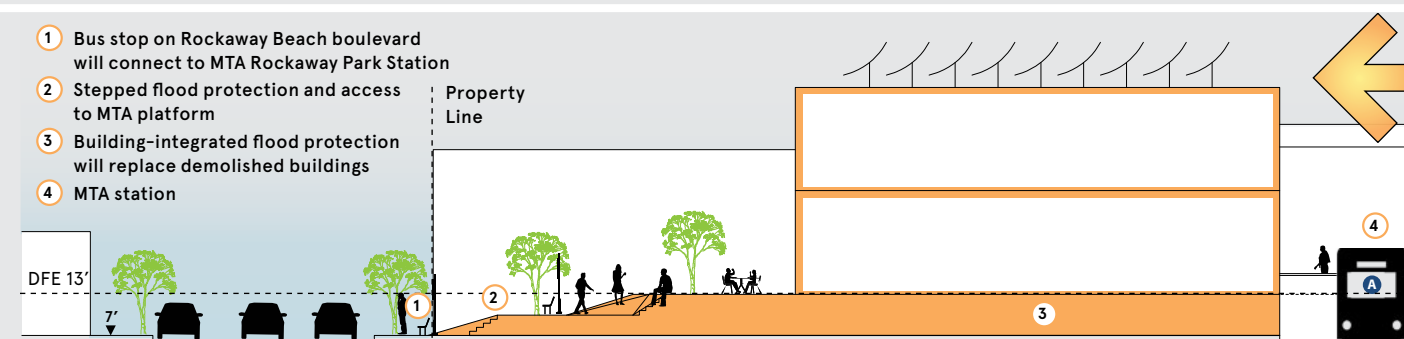 1 Bus stop on Rockaway Beach boulevard
will connect to MTA Rockaway Park Station
2 Stepped flood protection and access
to MTA platform
3 Building-integrated flood protection
will replace demolished buildings
4 MTA station
Property
Line
DFE 13'
7'
1
2
3
4
A